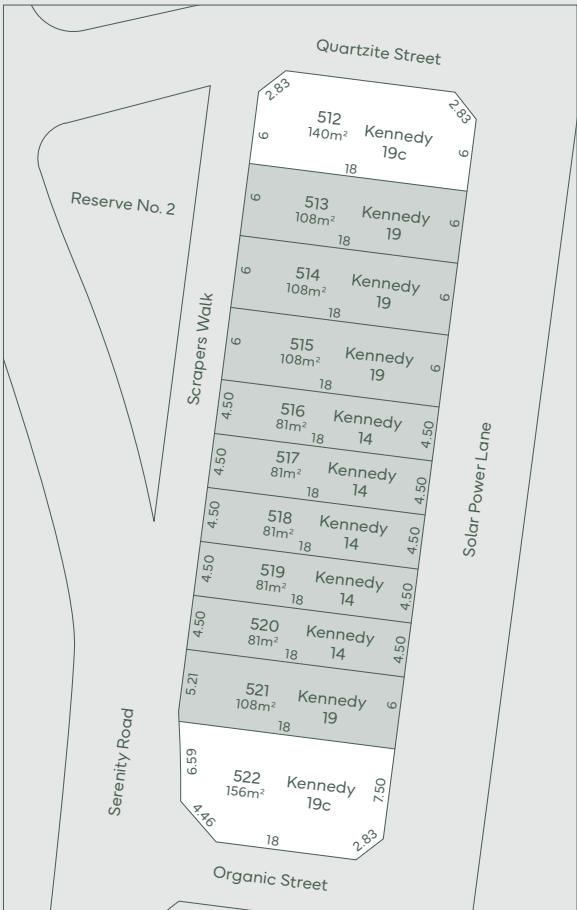 Quartzite Street
2.83
2.83
512
140m²
Kennedy
19c
6
6
18
Reserve No. 2
513
108m²
Kennedy
19
6
6
18
514
108m²
Kennedy
19
6
6
18
Scrapers Walk
515
108m²
Kennedy
19
6
6
18
516
81m²
Kennedy
14
4.50
4.50
18
517
81m²
Kennedy
14
4.50
4.50
18
Solar Power Lane
518
81m²
Kennedy
14
4.50
4.50
18
519
81m²
Kennedy
14
4.50
4.50
18
520
81m²
Kennedy
14
4.50
4.50
18
521
108m²
Kennedy
19
5.21
6
18
Serenity Road
522
156m²
Kennedy
19c
6.59
7.50
4.46
18
2.83
Organic Street